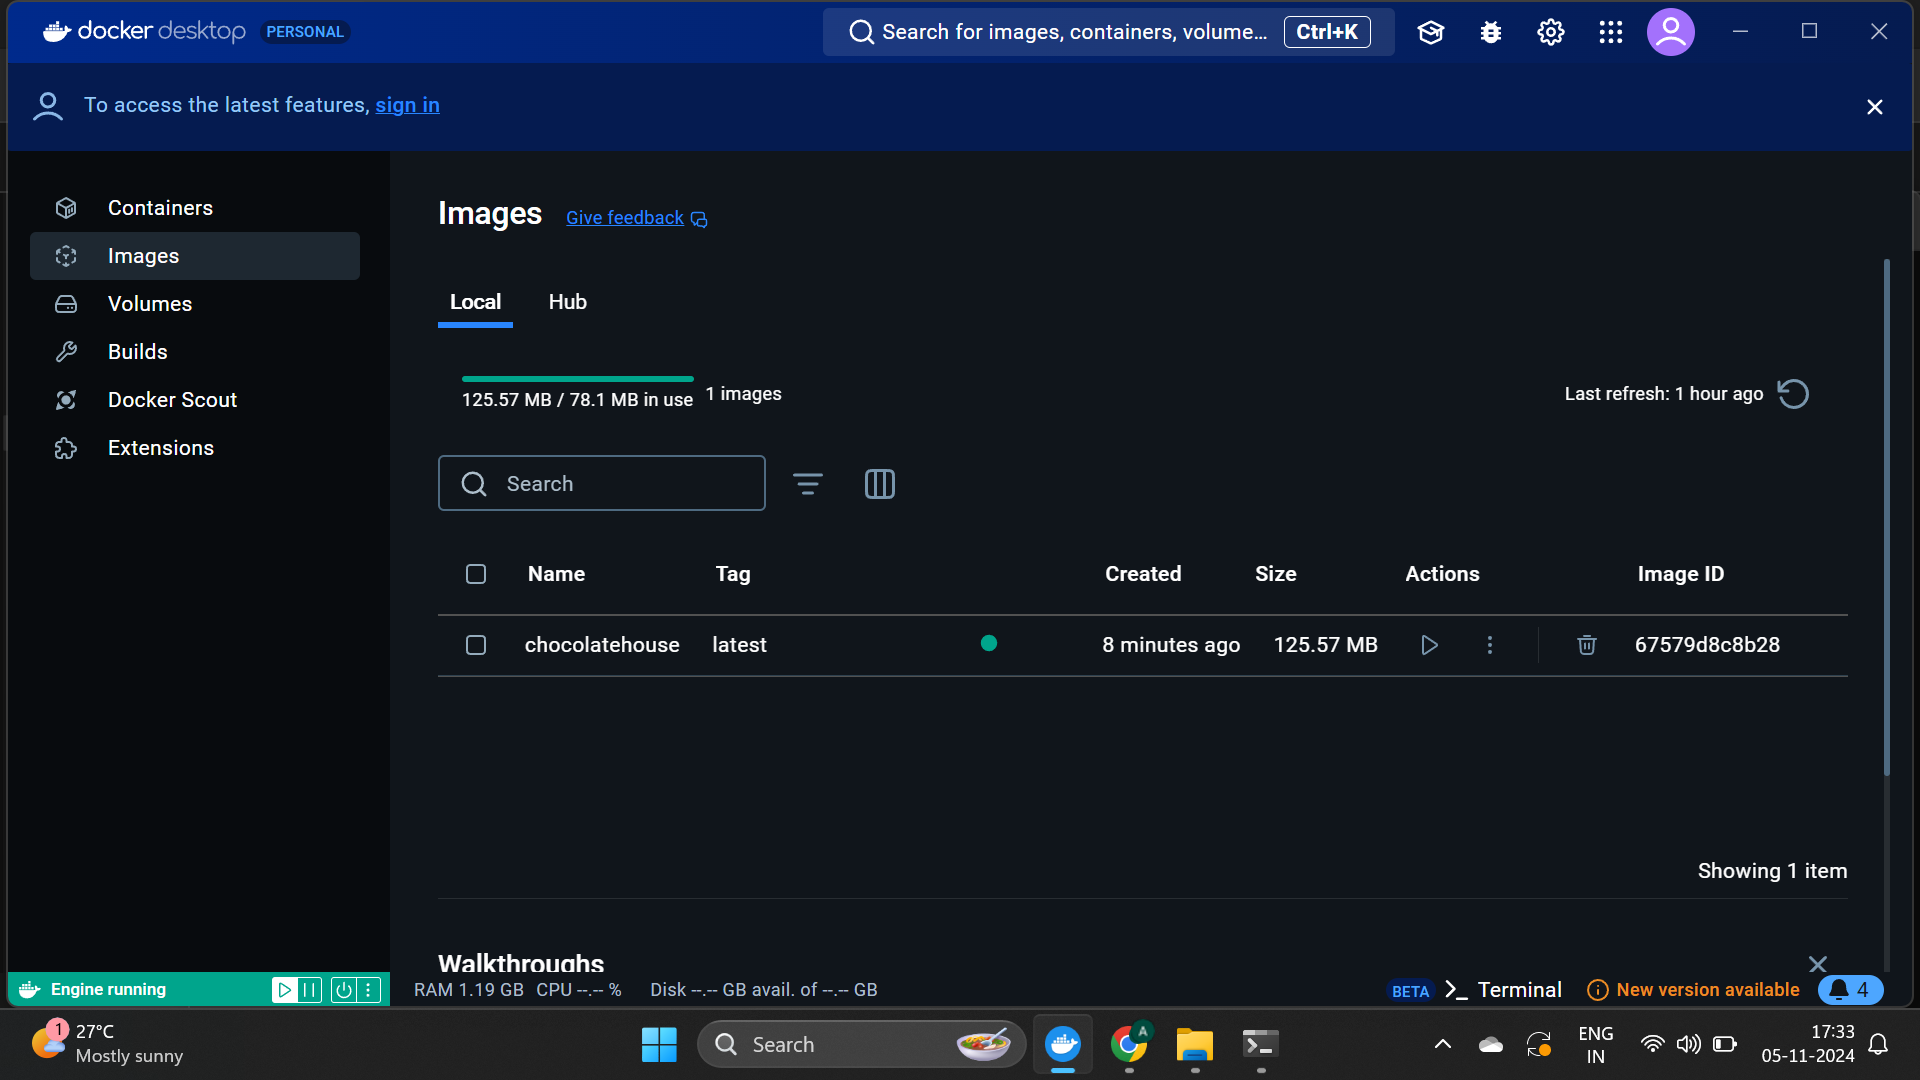 docker desktop PERSONAL
Search for images, containers, volume... Ctrl+K
To access the latest features, sign in
Containers
Images
Volumes
Builds
Docker Scout
Extensions
Images Give feedback
Local Hub
125.57 MB / 78.1 MB in use 1 images
Last refresh: 1 hour ago
Search
Name Tag Created Size Actions Image ID
chocolatehouse latest 8 minutes ago 125.57 MB 67579d8c8b28
Showing 1 item
Walkthroughs
Engine running
RAM 1.19 GB CPU --.-- % Disk --.-- GB avail. of --.-- GB
BETA >_ Terminal New version available 4
1
27°C
Mostly sunny
Search
A
ENG
IN
17:33
05-11-2024